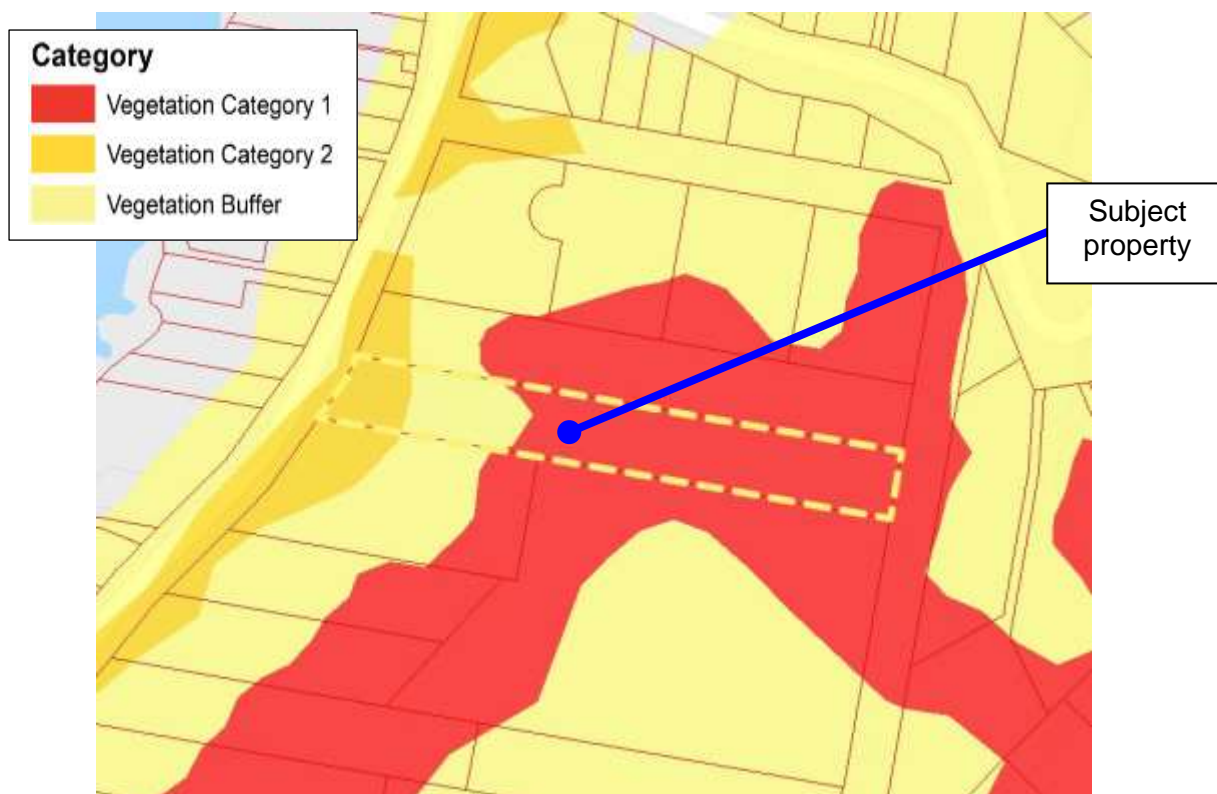 Category
Vegetation Category 1
Vegetation Category 2
Vegetation Buffer
Subject
property